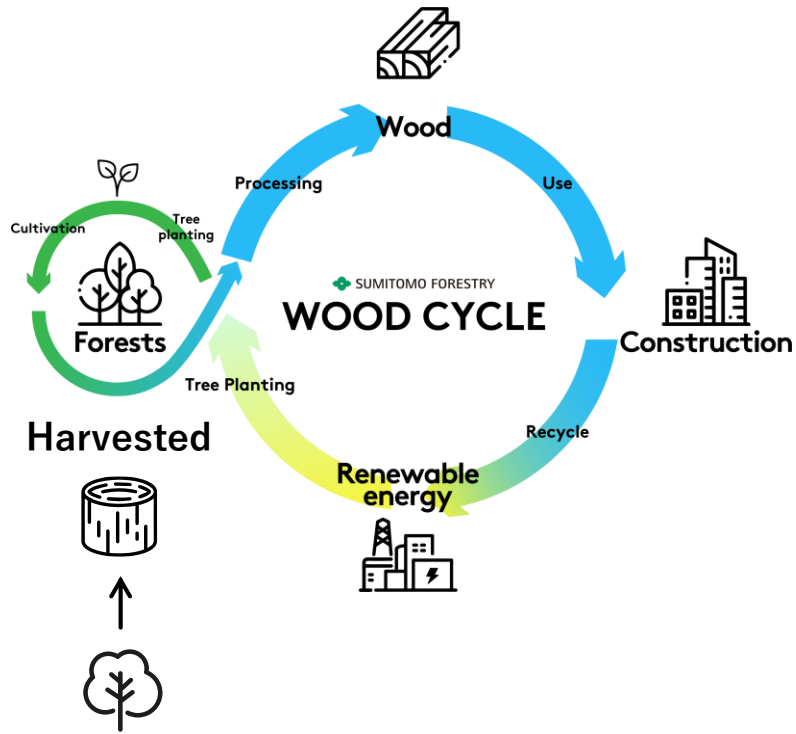 Wood
Processing
Use
Cultivation
Tree
planting
SUMITOMO FORESTRY
WOOD CYCLE
Forests
Construction
Tree Planting
Harvested
Recycle
Renewable
energy